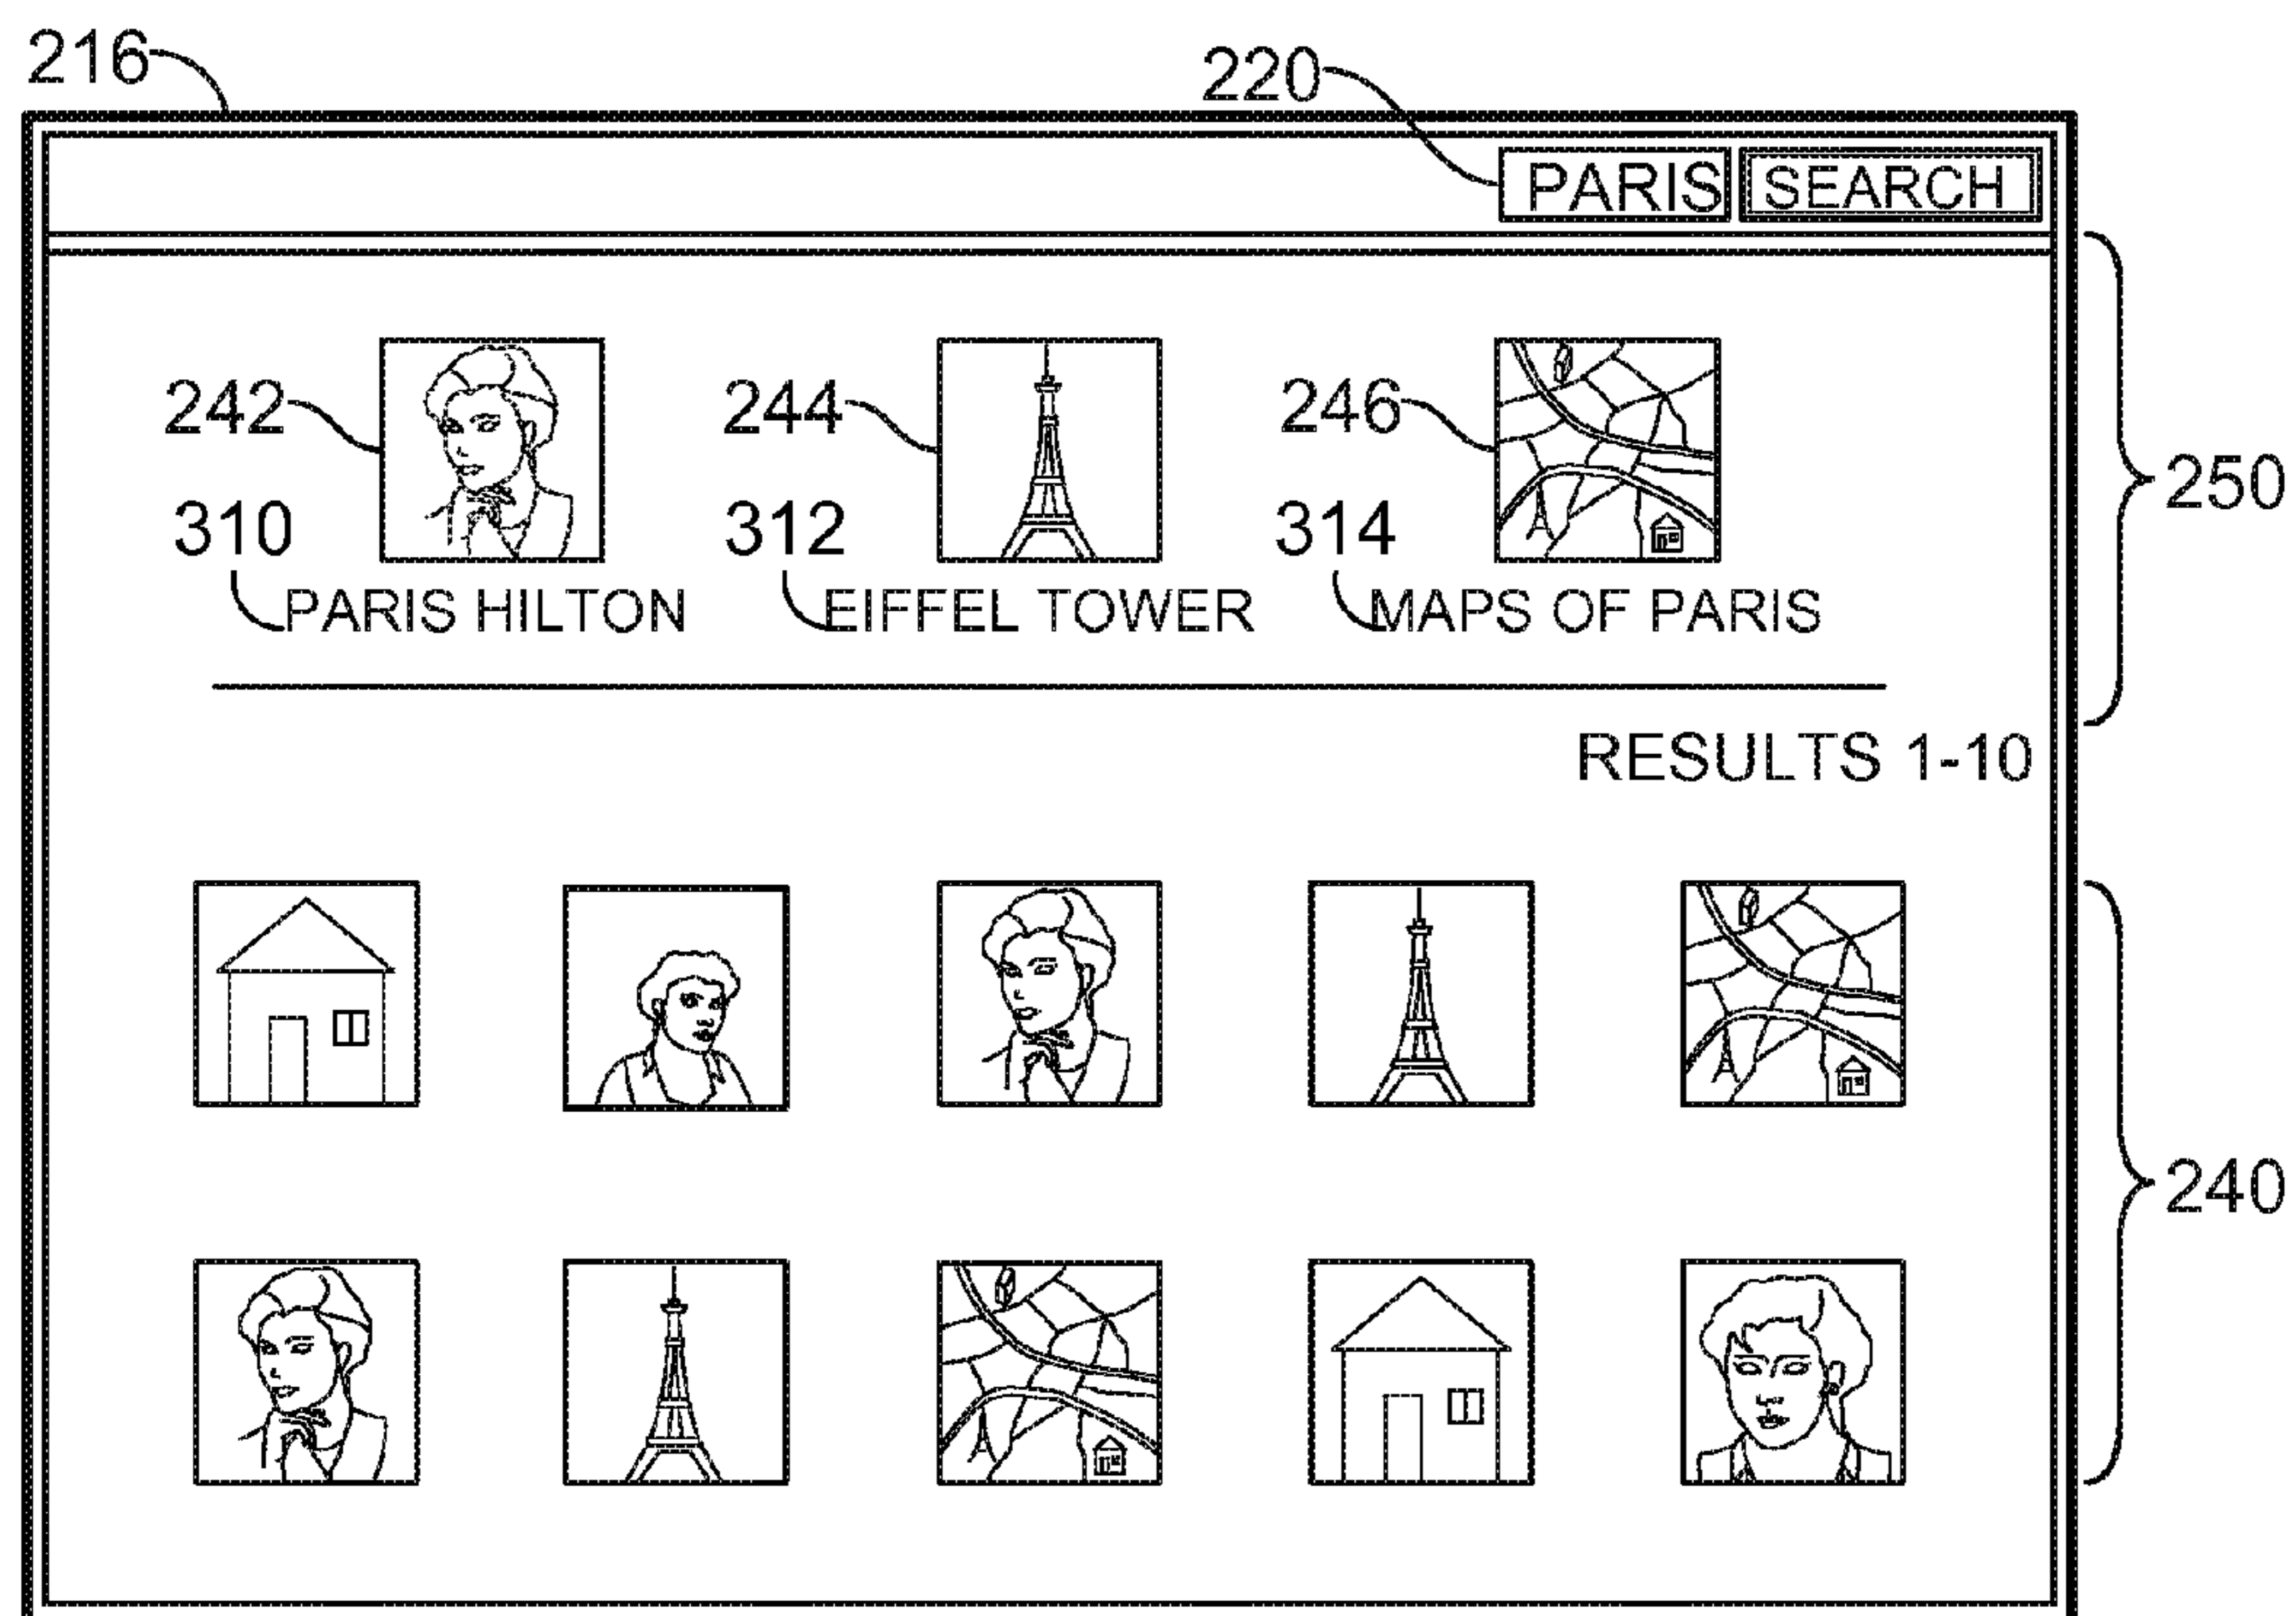 216
220
PARIS SEARCH
242 244 246
250
310 312 314
PARIS HILTON EIFFEL TOWER MAPS OF PARIS
RESULTS 1-10
240